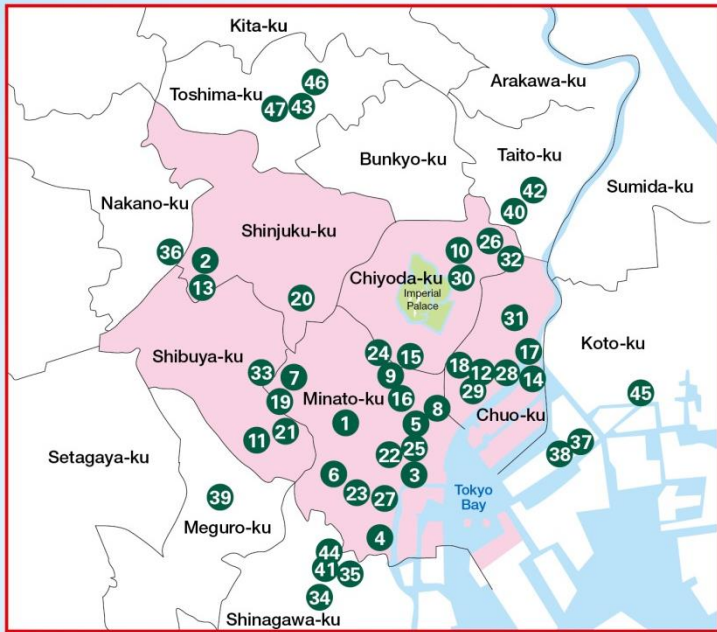 Kita-ku
46
Toshima-ku
47
43
Arakawa-ku
Bunkyo-ku
Taito-ku
42
Sumida-ku
Nakano-ku
40
Shinjuku-ku
36
2
10
26
32
13
Chiyoda-ku
30
20
Imperial
Palace
31
Koto-ku
Shibuya-ku
24
15
17
33
7
9
18
12
28
14
45
19
Minato-ku
16
29
8
Chuo-ku
1
5
11
21
37
22
25
38
Setagaya-ku
6
3
39
23
27
Tokyo
Bay
Meguro-ku
4
44
41
35
34
Shinagawa-ku